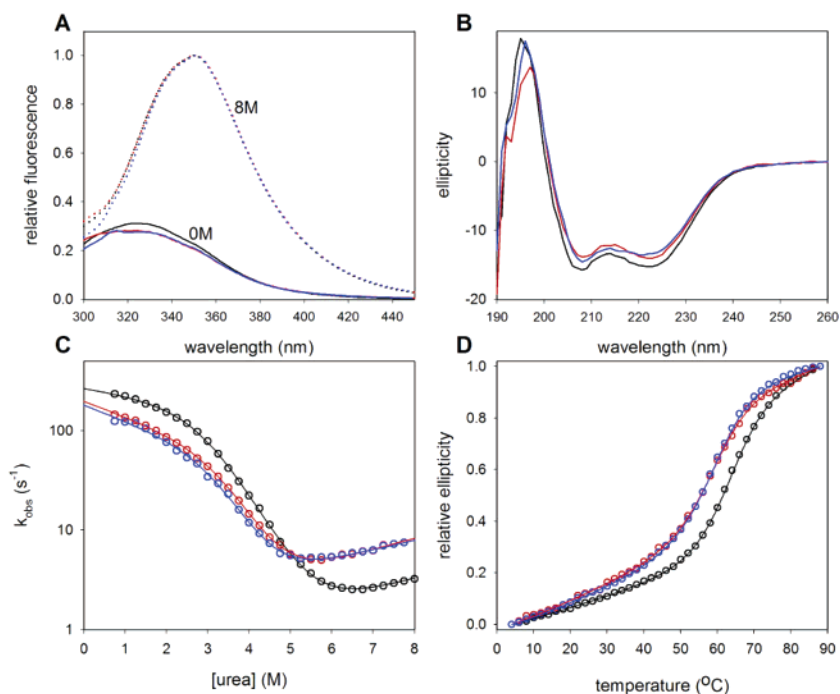 A
B
relative fluorescence
1.0
0.8
0.6
0.4
0.2
0.0
8M
0M
300 320 340 360 380 400 420 440
wavelength (nm)
ellipticity
10
0
-10
-20
190 200 210 220 230 240 250 260
wavelength (nm)
C
D
kobs (s-1)
100
10
1
0 1 2 3 4 5 6 7 8
[urea] (M)
relative ellipticity
1.0
0.8
0.6
0.4
0.2
0.0
0 10 20 30 40 50 60 70 80 90
temperature (OC)